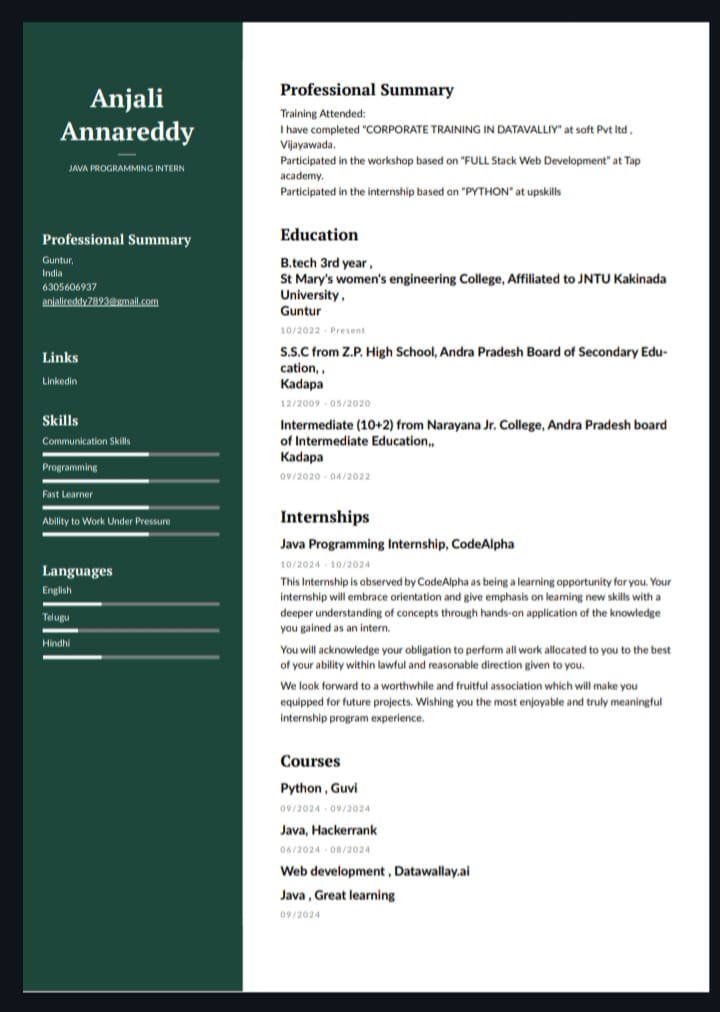 Anjali
Annareddy
JAVA PROGRAMMING INTERN
Professional Summary
Guntur,
India
6305606937
anjalireddy7893@gmail.com
Links
Linkedin
Skills
Communication Skills
Programming
Fast Learner
Ability to Work Under Pressure
Languages
English
Telugu
Hindhi
Professional Summary
Training Attended:
I have completed "CORPORATE TRAINING IN DATAVALLIY" at soft Pvt ltd ,
Vijayawada.
Participated in the workshop based on "FULL Stack Web Development" at Tap
academy.
Participated in the internship based on "PYTHON" at upskills
Education
B.tech 3rd year ,
St Mary's women's engineering College, Affiliated to JNTU Kakinada
University ,
Guntur
10/2022 - Present
S.S.C from Z.P. High School, Andra Pradesh Board of Secondary Edu-
cation, ,
Kadapa
12/2009 - 05/2020
Intermediate (10+2) from Narayana Jr. College, Andra Pradesh board
of Intermediate Education,,
Kadapa
09/2020 - 04/2022
Internships
Java Programming Internship, CodeAlpha
10/2024 - 10/2024
This Internship is observed by CodeAlpha as being a learning opportunity for you. Your
internship will embrace orientation and give emphasis on learning new skills with a
deeper understanding of concepts through hands-on application of the knowledge
you gained as an intern.
You will acknowledge your obligation to perform all work allocated to you to the best
of your ability within lawful and reasonable direction given to you.
We look forward to a worthwhile and fruitful association which will make you
equipped for future projects. Wishing you the most enjoyable and truly meaningful
internship program experience.
Courses
Python , Guvi
09/2024 - 09/2024
Java, Hackerrank
06/2024 - 08/2024
Web development , Datawallay.ai
Java , Great learning
09/2024